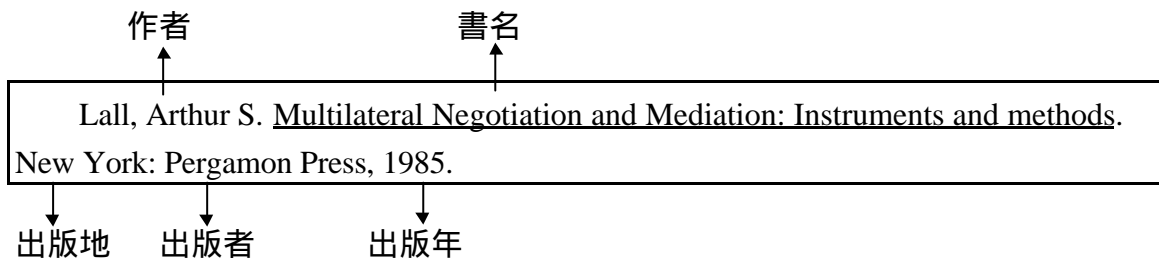 作者 書名
Lall, Arthur S. Multilateral Negotiation and Mediation: Instruments and methods.
New York: Pergamon Press, 1985.
出版地 出版者 出版年